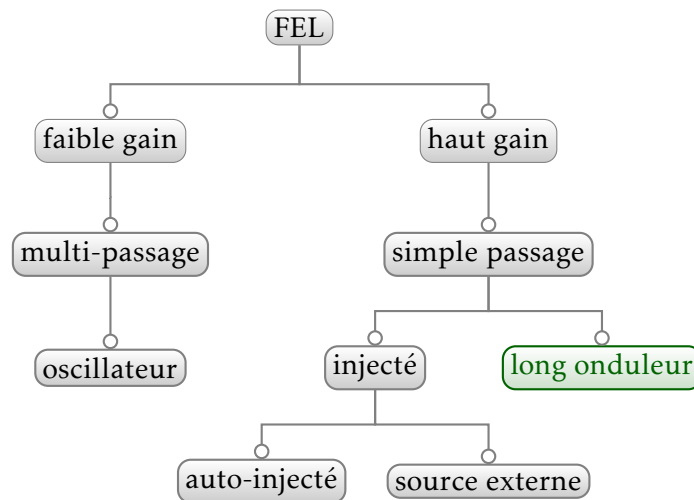 FEL
faible gain
haut gain
multi-passage
simple passage
oscillateur
injecté
long onduleur
auto-injecté
source externe